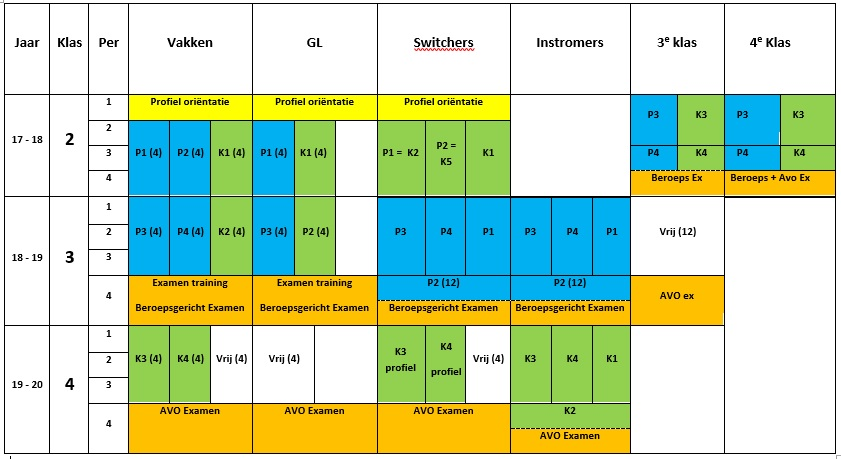 Jaar Klas Per Vakken GL Switchers Instromers 3e klas 4e Klas
1 Profiel oriëntatie Profiel oriëntatie Profiel oriëntatie
17 - 18 2
2
3
4
P1 (4) P2 (4) K1 (4) P1 (4) K1 (4) P1 = K2 P2 = K5 K1
P3 K3 P3 K3
P4 K4 P4 K4
Beroeps Ex Beroeps + Avo Ex
18 - 19 3
1
2
3
P3 (4) P4 (4) K2 (4) P3 (4) P2 (4) P3 P4 P1 P3 P4 P1 Vrij (12)
4
Examen training Examen training P2 (12) P2 (12) AVO ex
Beroepsgericht Examen Beroepsgericht Examen Beroepsgericht Examen Beroepsgericht Examen
19 - 20 4
1
2
3
K3 (4) K4 (4) Vrij (4) Vrij (4) K3 profiel K4 profiel Vrij (4) K3 K4 K1
4
AVO Examen AVO Examen AVO Examen K2
AVO Examen